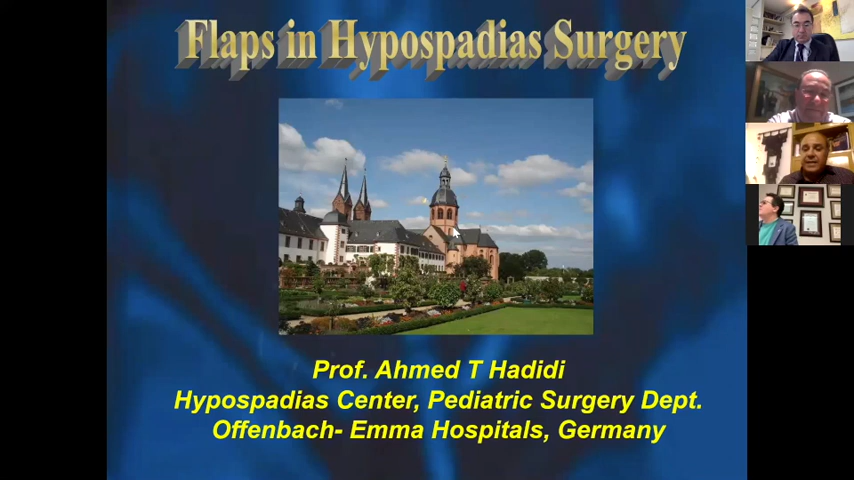 Flaps in Hypospadias Surgery
Prof. Ahmed T Hadidi
Hypospadias Center, Pediatric Surgery Dept.
Offenbach- Emma Hospitals, Germany